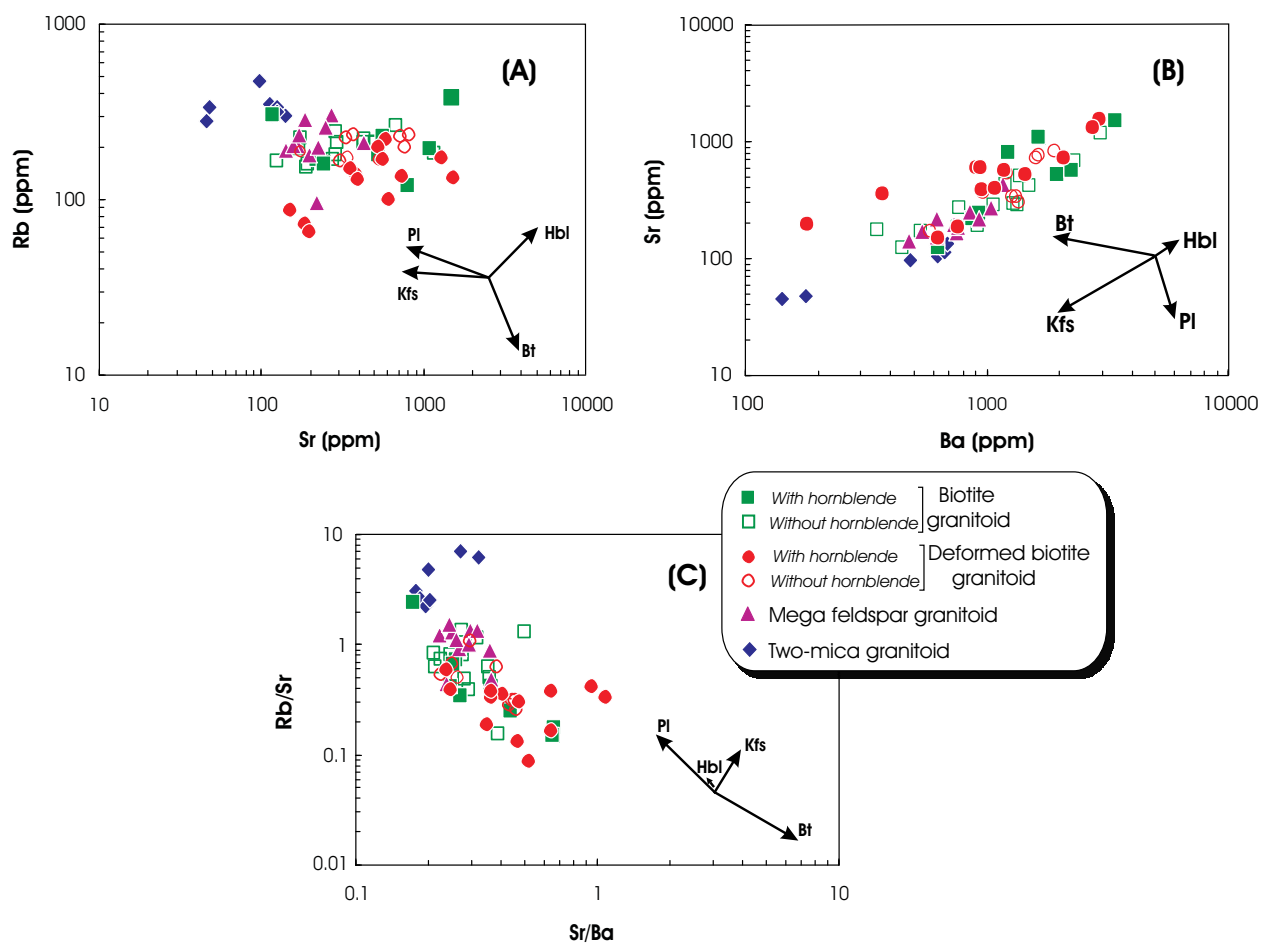 1000
100
10
Rb (ppm)
10
100
1000
10000
Sr (ppm)
(A)
Pl
Hbl
Kfs
Bt
10000
1000
100
10
Sr (ppm)
100
1000
10000
Ba (ppm)
(B)
Bt
Hbl
Kfs
Pl
With hornblende
Without hornblende
Biotite
granitoid
With hornblende
Without hornblende
Deformed biotite
granitoid
Mega feldspar granitoid
Two-mica granitoid
10
1
0.1
0.01
Rb/Sr
0.1
1
10
Sr/Ba
(C)
Pl
Kfs
Hbl
Bt